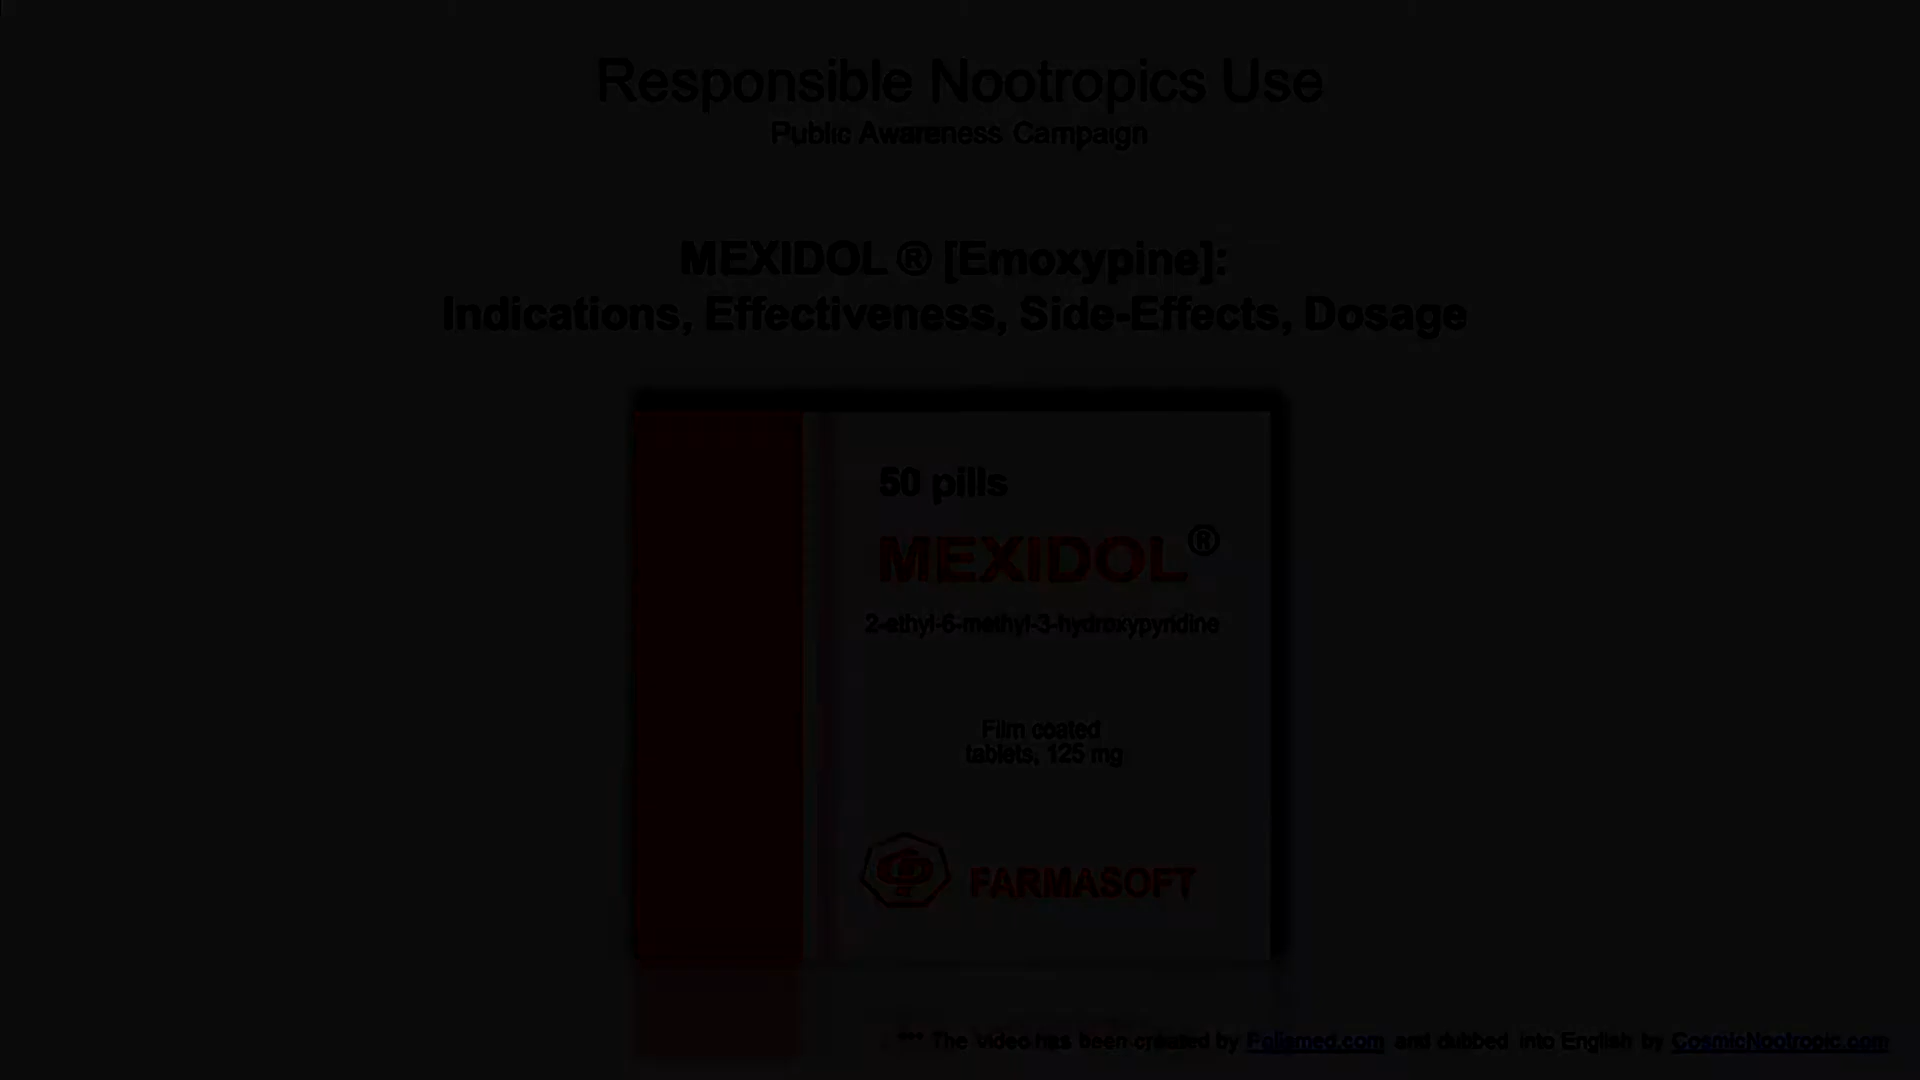 Responsible Nootropics Use
Public Awareness Campaign
MEXIDOL ® [Emoxypine]:
Indications, Effectiveness, Side-Effects, Dosage
50 pills
MEXIDOL®
2-ethyl-6-methyl-3-hydroxypyridine
Film coated
tablets, 125 mg
FARMASOFT
*** The video has been created by Foliamed.com and dubbed into English by CosmicNootropic.com